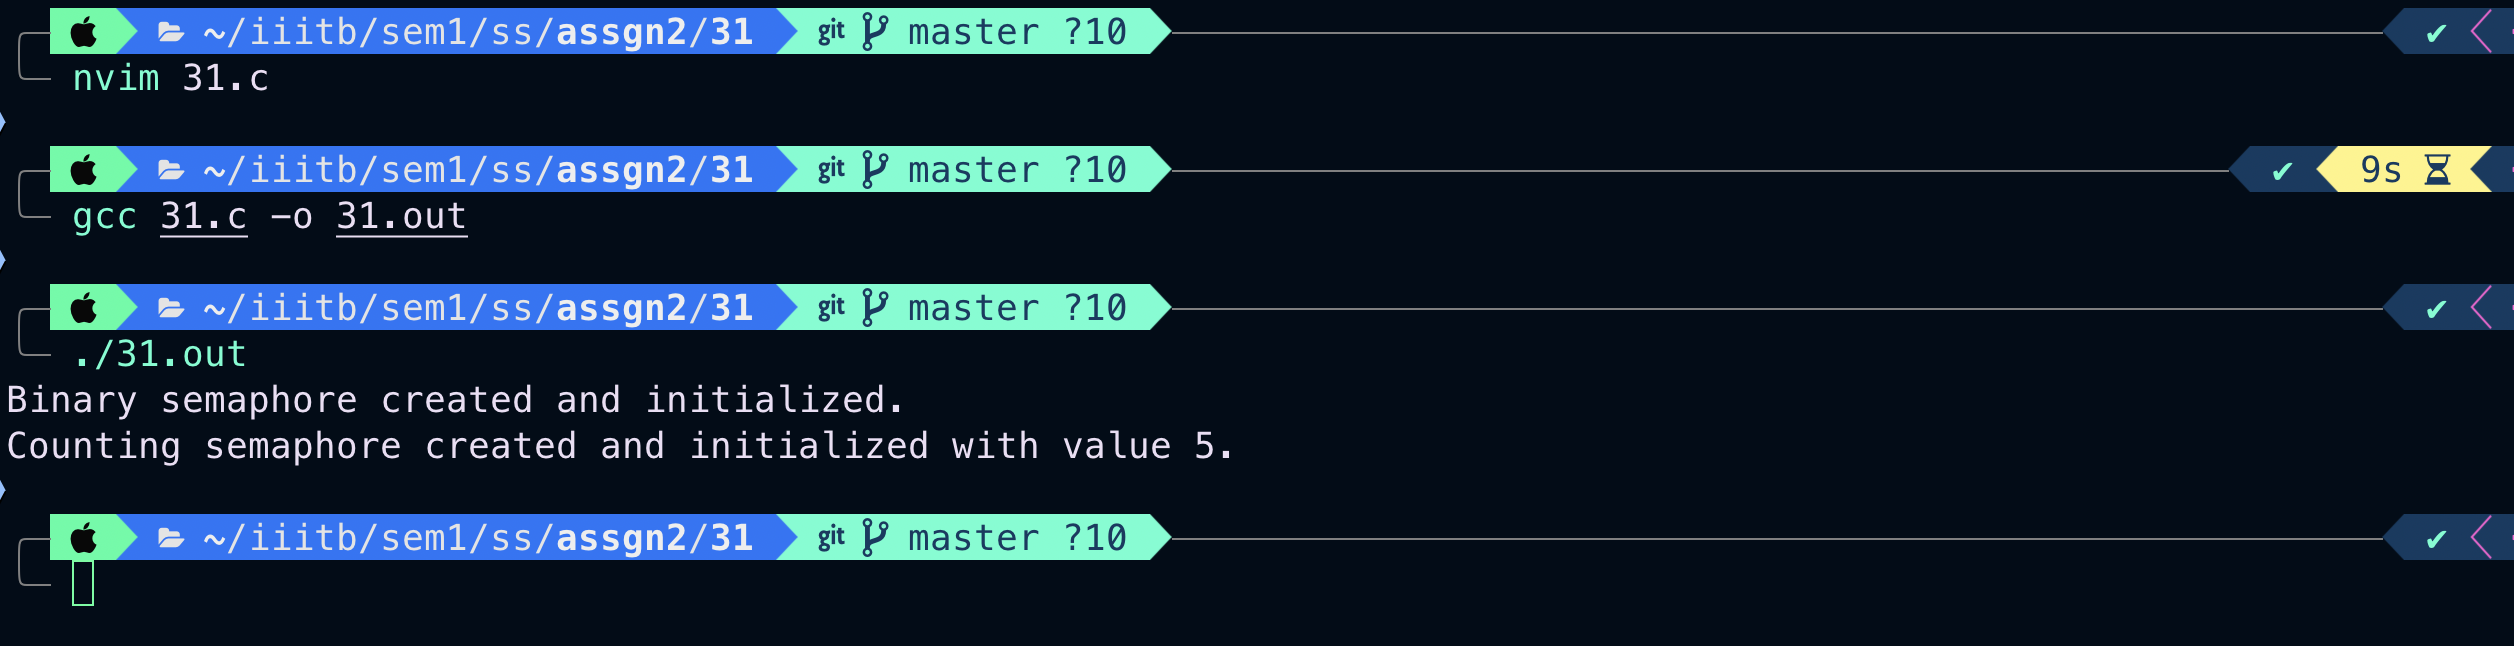 ~/iiitb/sem1/ss/assgn2/31 git master ?10 ✔
nvim 31.c
~/iiitb/sem1/ss/assgn2/31 git master ?10 ✔ 9s
gcc 31.c -o 31.out
~/iiitb/sem1/ss/assgn2/31 git master ?10 ✔
./31.out
Binary semaphore created and initialized.
Counting semaphore created and initialized with value 5.
~/iiitb/sem1/ss/assgn2/31 git master ?10 ✔